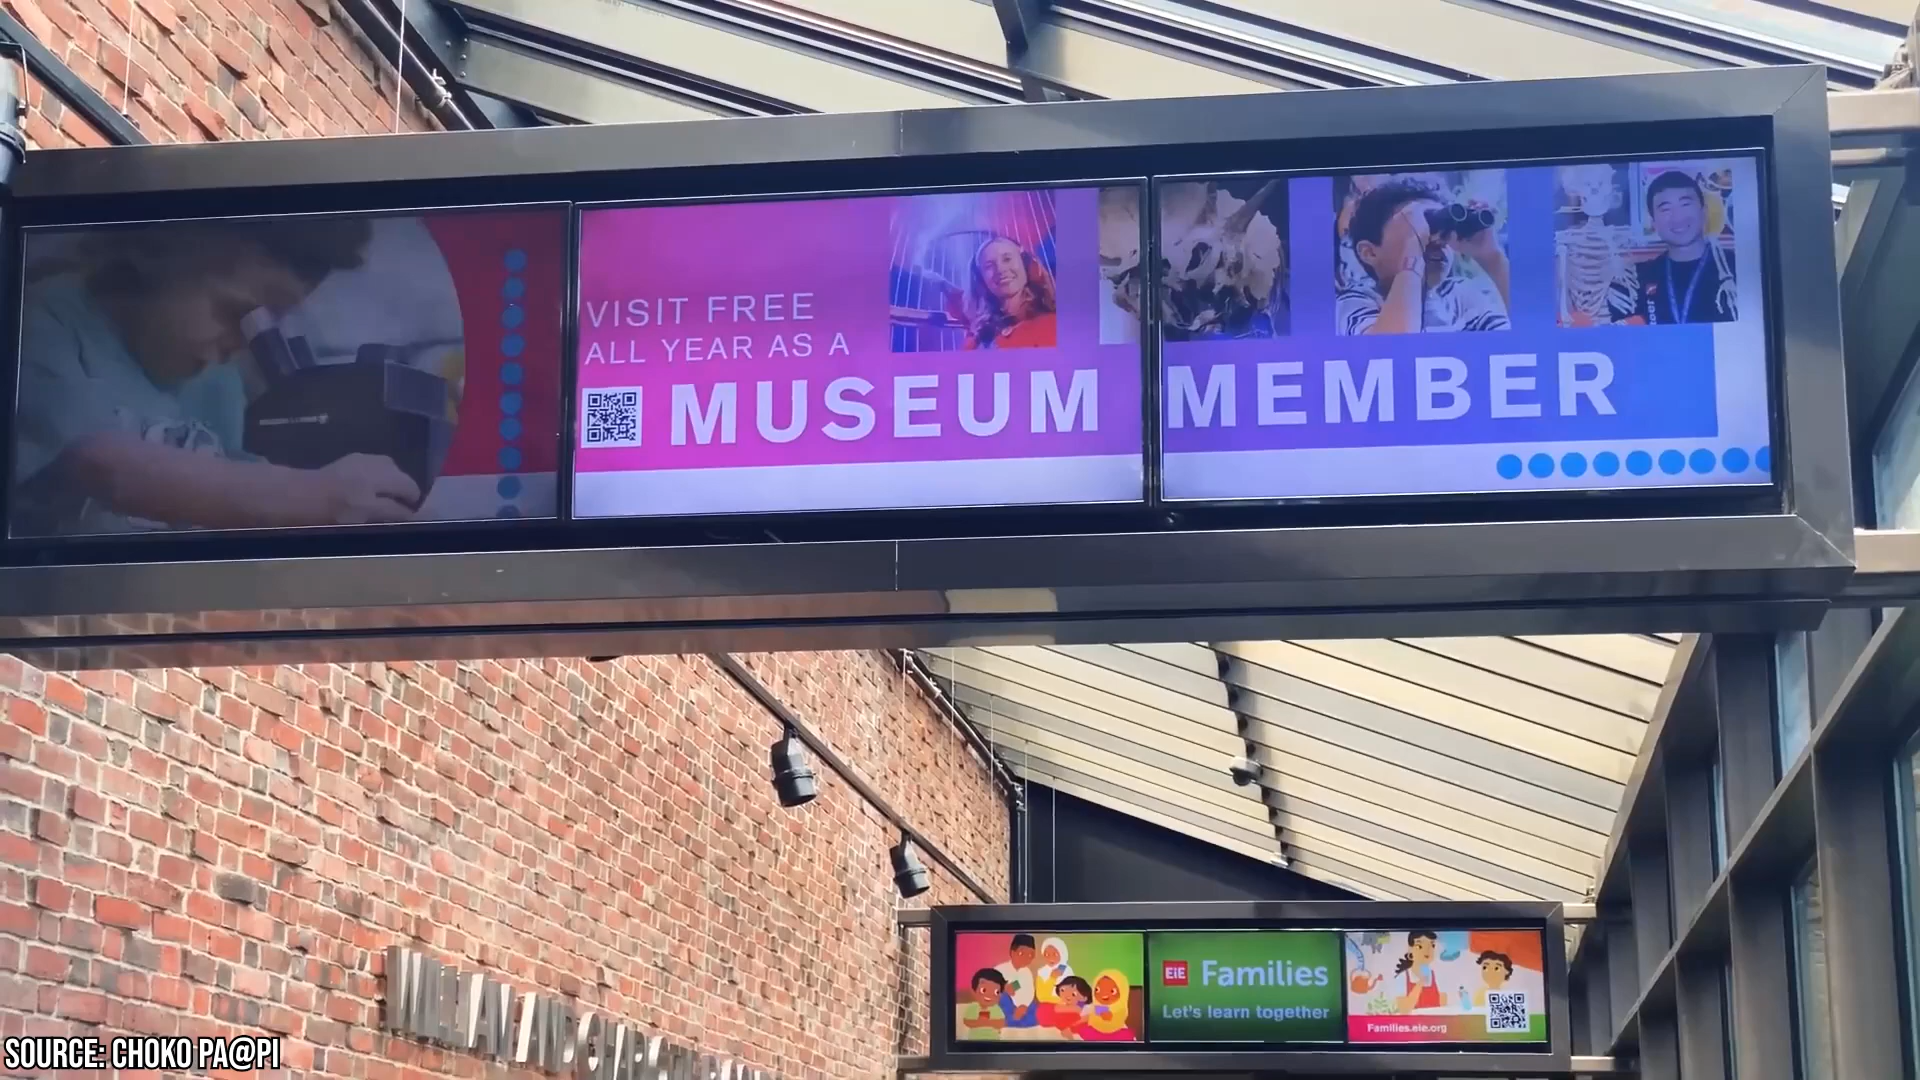 VISIT FREE
ALL YEAR AS A
MUSEUM MEMBER
EiE Families
Let's learn together
Families.eie.org
SOURCE: CHOKO PA@PI